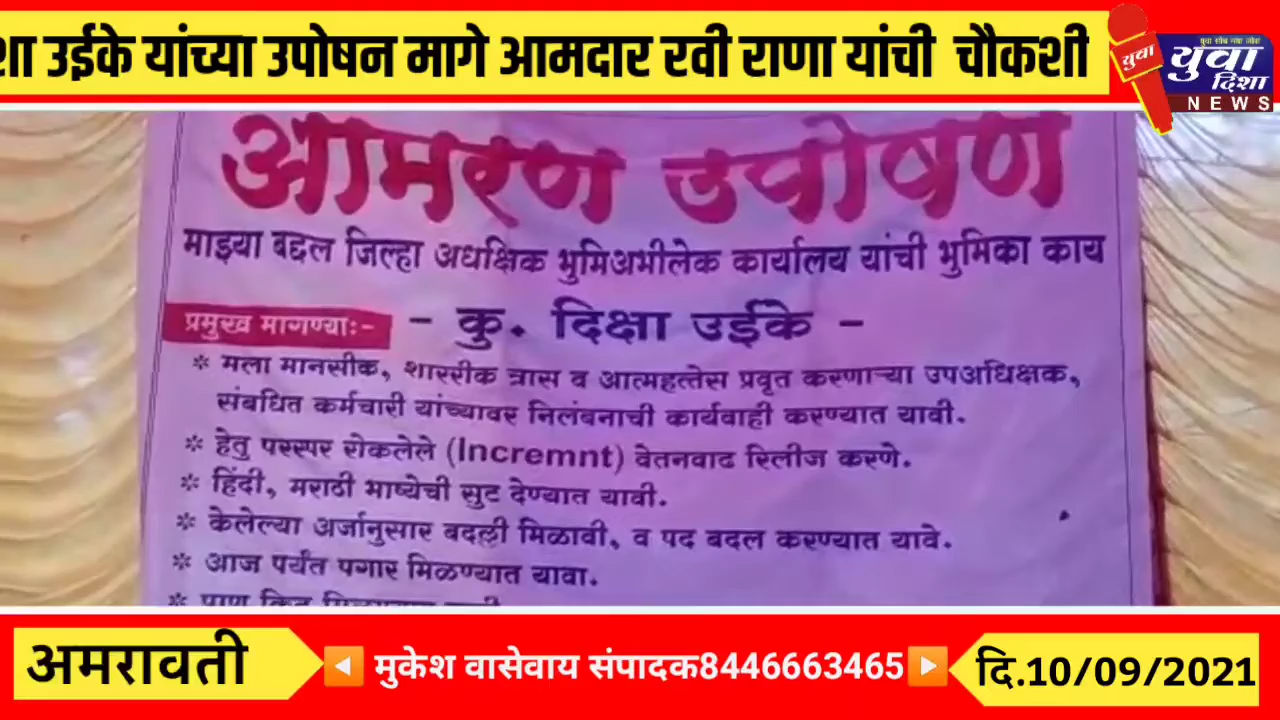 शा उईके यांच्या उपोषन मागे आमदार रवी राणा यांची चौकशी
युवा
युवा सोच नया जोश
युवा
दिशा
NEWS
आमरण उपोषण
माझ्या बद्दल जिल्हा अधक्षिक भुमिअभीलेक कार्यालय यांची भुमिका काय
प्रमुख मागण्याः-
- कु. दिक्षा उईके -
* मला मानसीक, शाररीक त्रास व आत्महत्तेस प्रवृत करणाऱ्या उपअधिक्षक,
संबधित कर्मचारी यांच्यावर निलंबनाची कार्यवाही करण्यात यावी.
* हेतु परस्पर रोकलेले (Incremnt) वेतनवाढ रिलीज करणे.
* हिंदी, मराठी भाष्येची सुट देण्यात यावी.
* केलेल्या अर्जानुसार बदली मिळावी, व पद बदल करण्यात यावे.
* आज पर्यंत पगार मिळण्यात यावा.
अमरावती
मुकेश वासेवाय संपादक8446663465
दि.10/09/2021